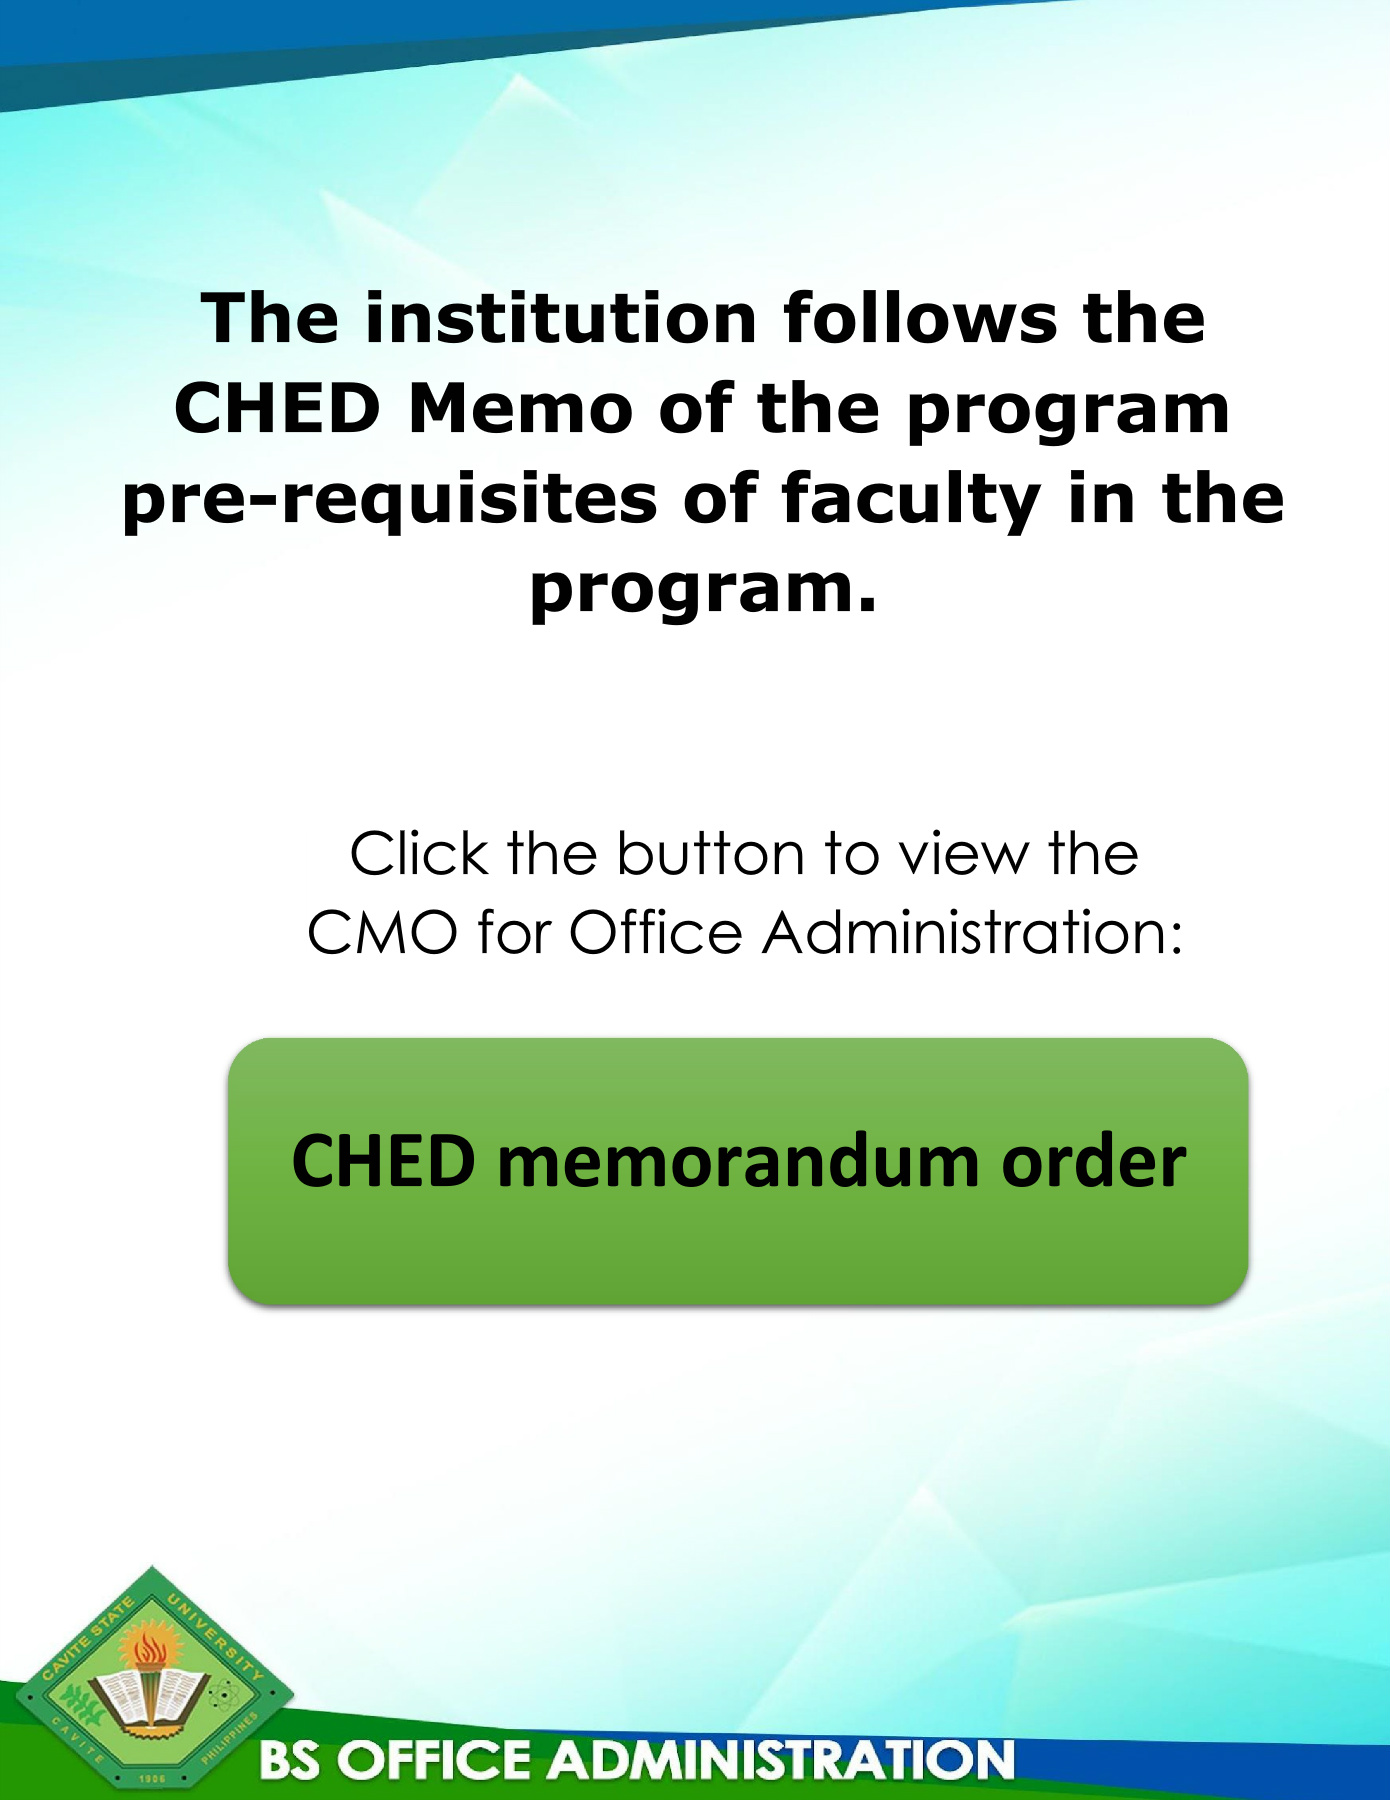 The institution follows the
CHED Memo of the program
pre-requisites of faculty in the
program.
Click the button to view the
CMO for Office Administration:
CHED memorandum order
CAVITE STATE UNIVERSITY
CAVITE
PHILIPPINES
1906
BS OFFICE ADMINISTRATION